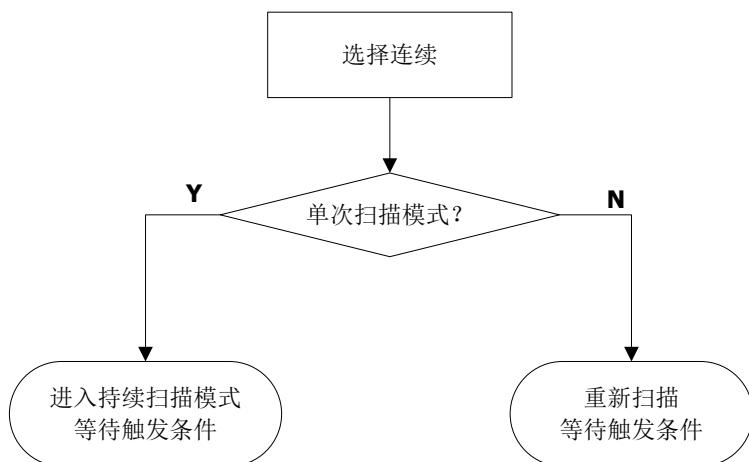 选择连续
Y
单次扫描模式？
N
进入持续扫描模式
等待触发条件
重新扫描
等待触发条件